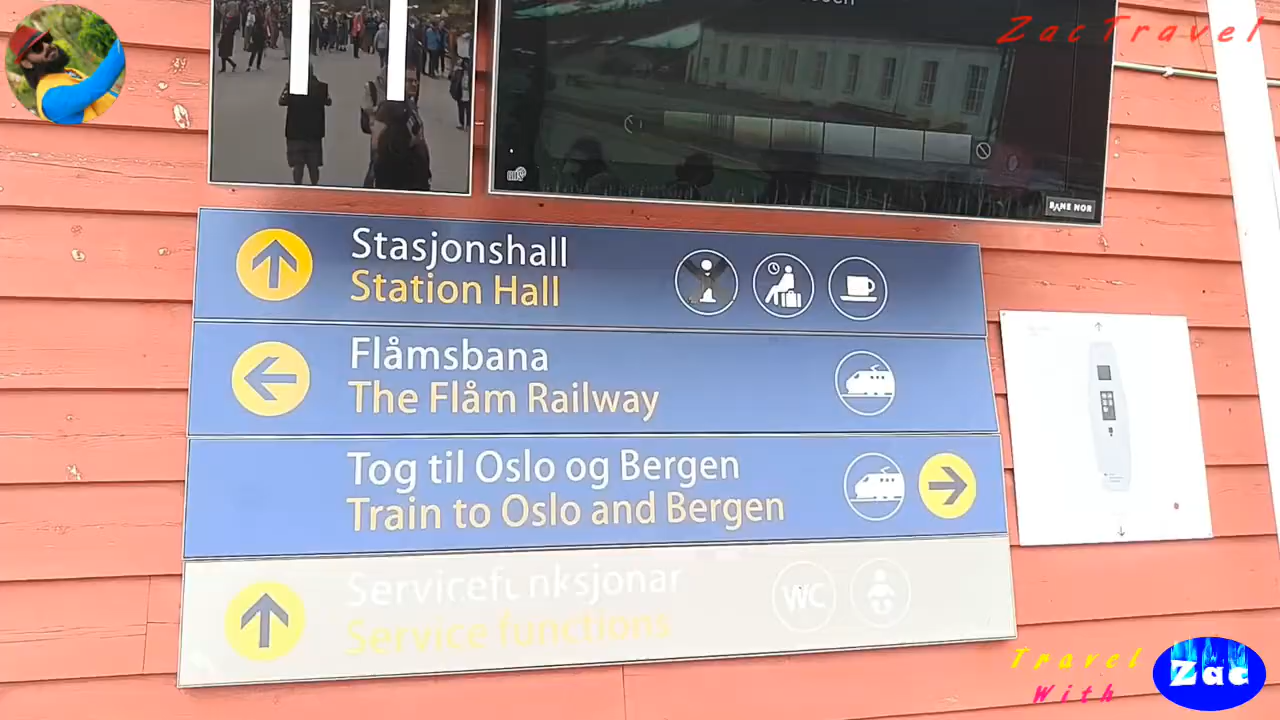 ZacTravel
BANE NOR
Stasjonshall
Station Hall
Flåmsbana
The Flåm Railway
Tog til Oslo og Bergen
Train to Oslo and Bergen
Servicefunksjonar
Service functions
WC
Travel
With
Zac